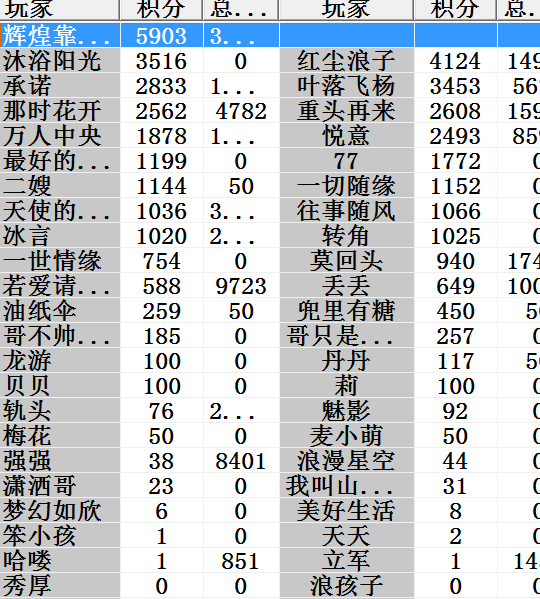 玩家 积分 总... 玩家 积分 总...
辉煌靠... 5903 3...
沐浴阳光 3516 0 红尘浪子 4124
承诺 2833 1... 叶落飞杨 3453
那时花开 2562 4782 重头再来 2608
万人中央 1878 1... 悦意 2493
最好的... 1199 0 77 1772 0
二嫂 1144 50 一切随缘 1152 0
天使的... 1036 3... 往事随风 1066 0
冰言 1020 2... 转角 1025 0
一世情缘 754 0 莫回头 940
若爱请... 588 9723 丢丢 649
油纸伞 259 50 兜里有糖 450
哥不帅... 185 0 哥只是... 257 0
龙游 100 0 丹丹 117
贝贝 100 0 莉 100 0
轨头 76 2... 魅影 92 0
梅花 50 0 麦小萌 50 0
强强 38 8401 浪漫星空 44 0
潇洒哥 23 0 我叫山... 31 0
梦幻如欣 6 0 美好生活 8 0
笨小孩 1 0 天天 2 0
哈喽 1 851 立军 1
秀厚 0 0 浪孩子 0 0